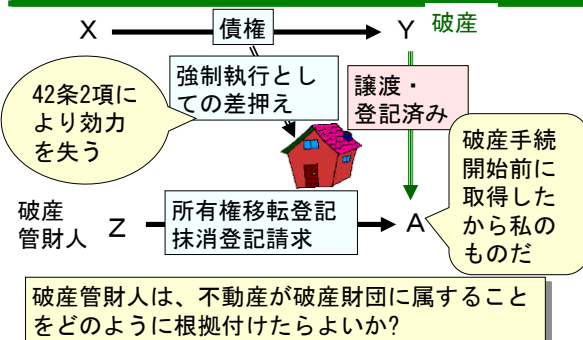 X 債権 Y 破産
42条2項に
より効力
を失う
強制執行とし
ての差押え
譲渡・
登記済み
破産手続
開始前に
取得した
から私の
ものだ
破産
管財人 Z
所有権移転登記
抹消登記請求
A
破産管財人は、不動産が破産財団に属すること
をどのように根拠付けたらよいか?